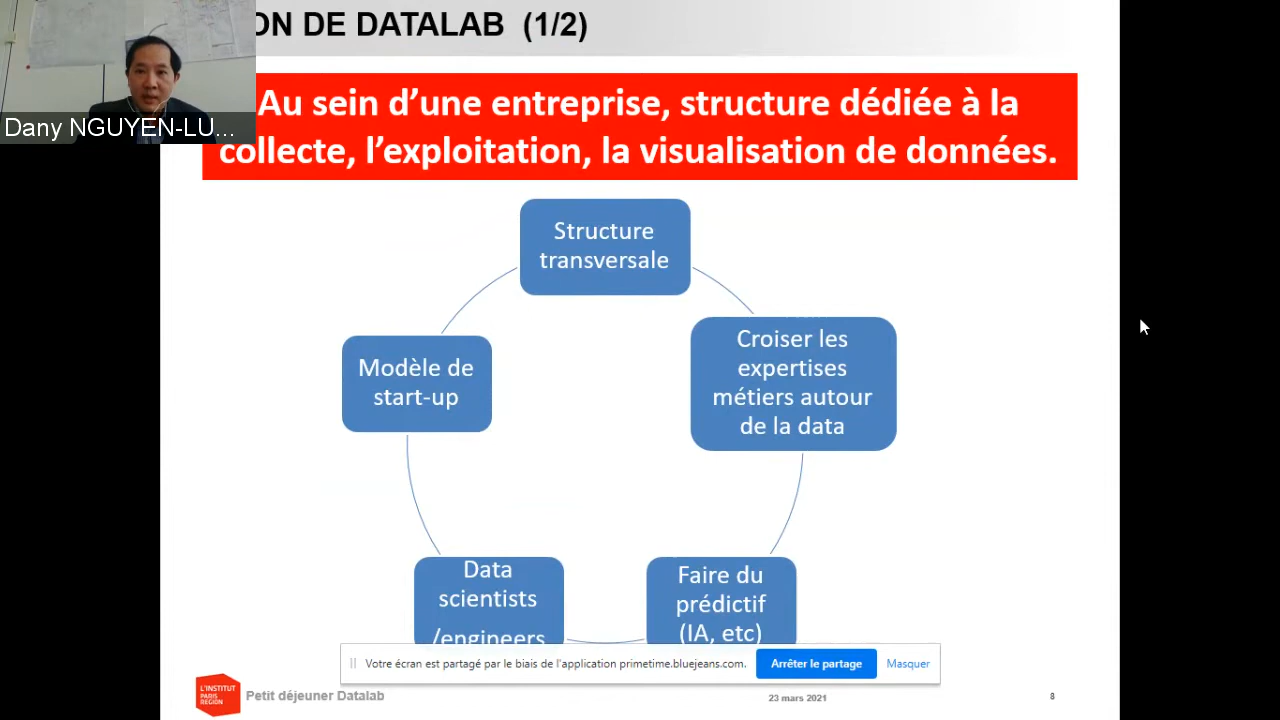 ON DE DATALAB (1/2)
Dany NGUYEN-LU...
Au sein d’une entreprise, structure dédiée à la
collecte, l’exploitation, la visualisation de données.
Structure
transversale
Croiser les
expertises
métiers autour
de la data
Modèle de
start-up
Data
scientists
/engineers
Faire du
prédictif
(IA, etc)
Votre écran est partagé par le biais de l'application primetime.bluejeans.com.
Arrêter le partage
Masquer
L'INSTITUT
PARIS
REGION
Petit déjeuner Datalab
23 mars 2021
8